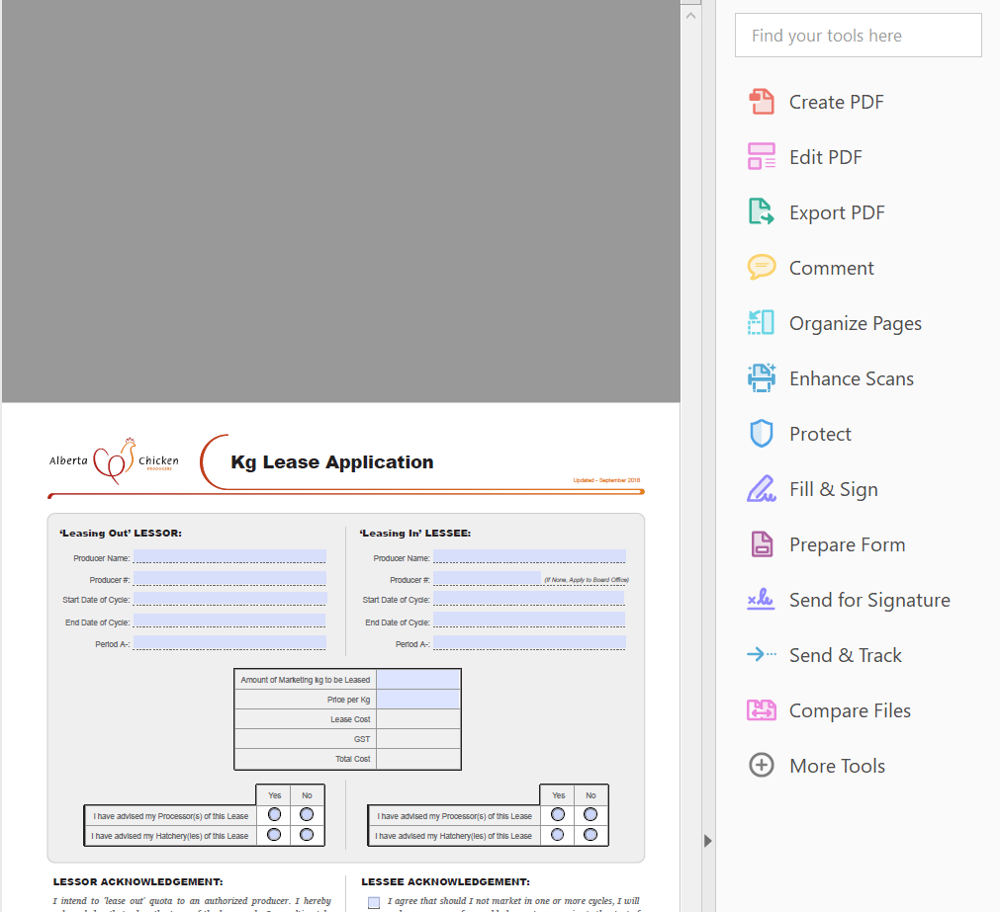 Find your tools here
Create PDF
Edit PDF
Export PDF
Comment
Organize Pages
Enhance Scans
Protect
Fill & Sign
Prepare Form
Send for Signature
Send & Track
Compare Files
More Tools
Alberta Chicken
PRODUCERS
Kg Lease Application
Updated - September 2018
‘Leasing Out’ LESSOR:
Producer Name:
Producer #:
Start Date of Cycle:
End Date of Cycle:
Period A-:
‘Leasing In’ LESSEE:
Producer Name:
Producer #: (If None, Apply to Board Office)
Start Date of Cycle:
End Date of Cycle:
Period A-:
Amount of Marketing kg to be Leased
Price per Kg
Lease Cost
GST
Total Cost
Yes No
I have advised my Processor(s) of this Lease
I have advised my Hatchery(ies) of this Lease
Yes No
I have advised my Processor(s) of this Lease
I have advised my Hatchery(ies) of this Lease
LESSOR ACKNOWLEDGEMENT:
I intend to 'lease out' quota to an authorized producer. I hereby
LESSEE ACKNOWLEDGEMENT:
I agree that should I not market in one or more cycles, I will